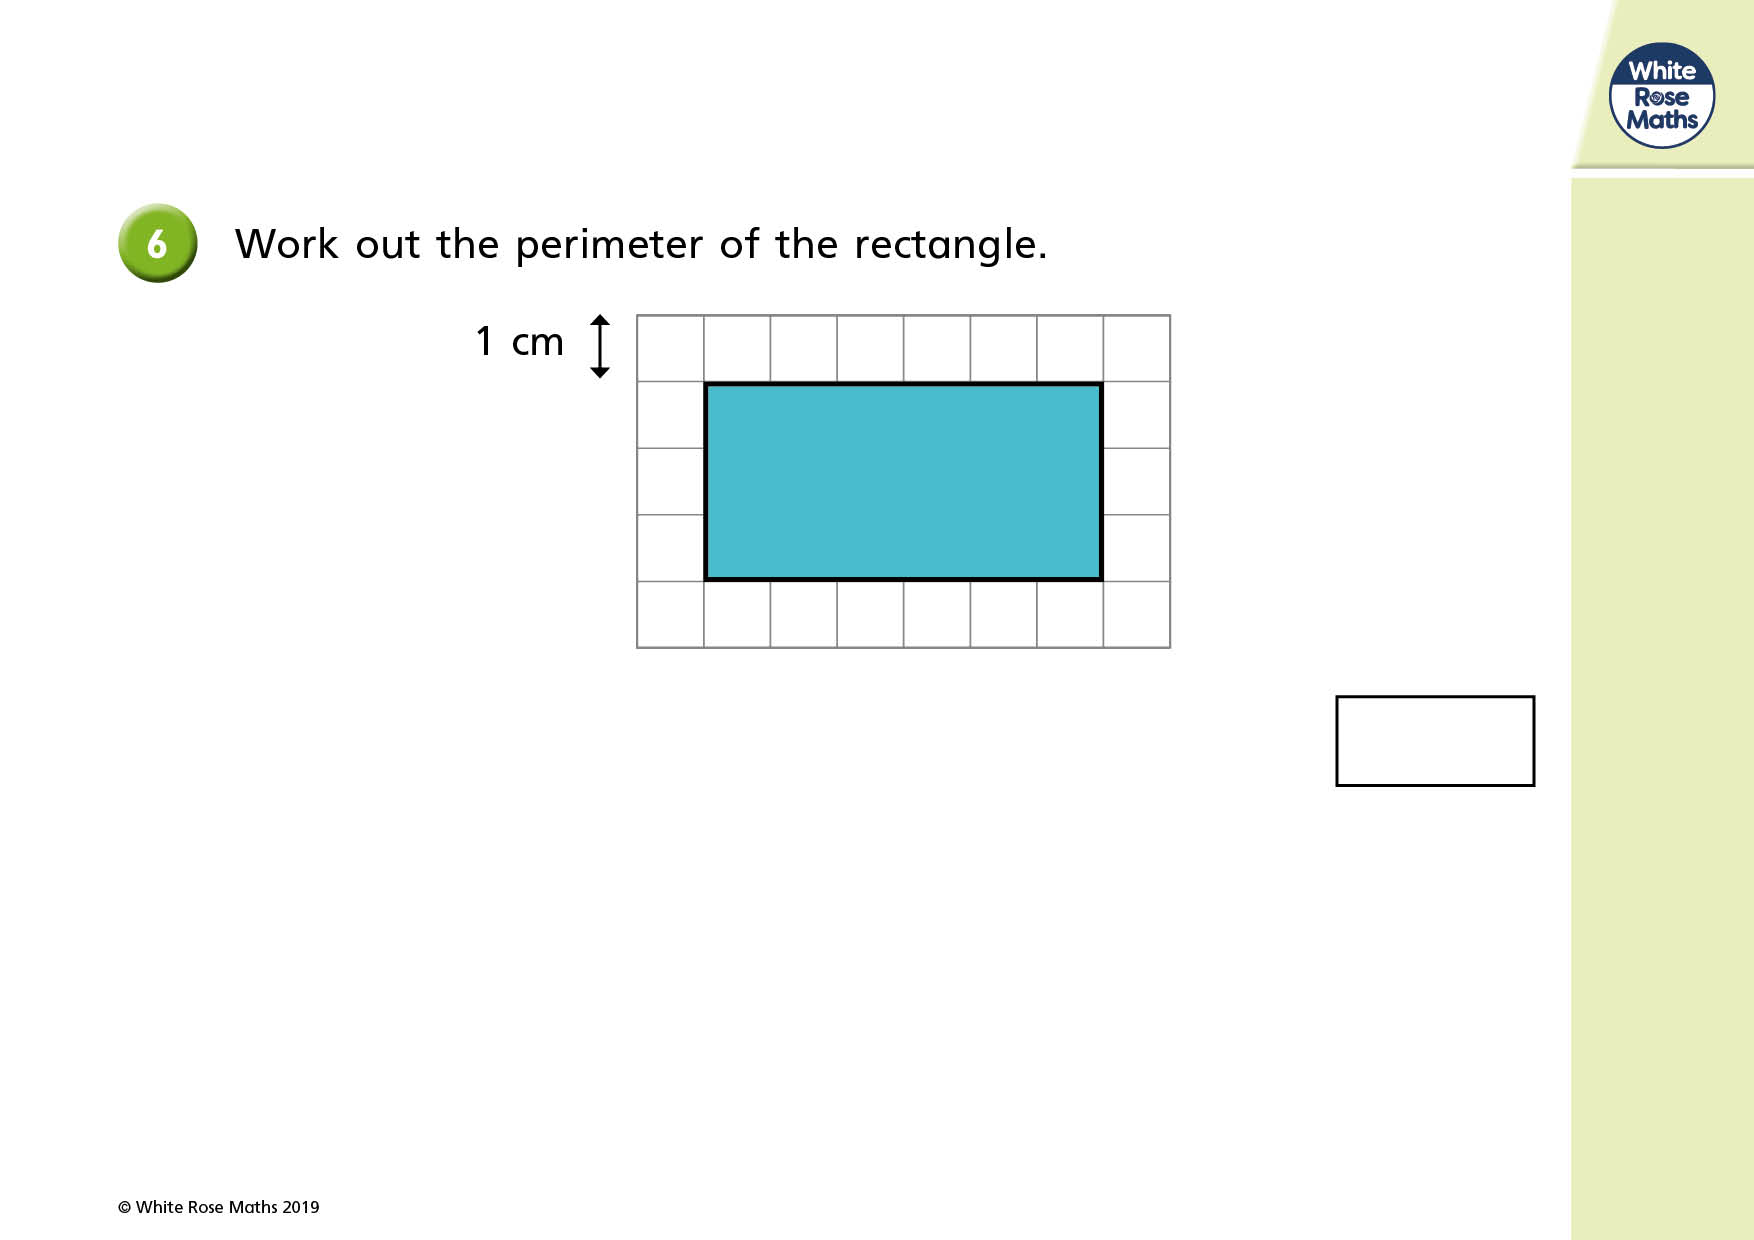 White
Rose
Maths
6 Work out the perimeter of the rectangle.
1 cm
© White Rose Maths 2019